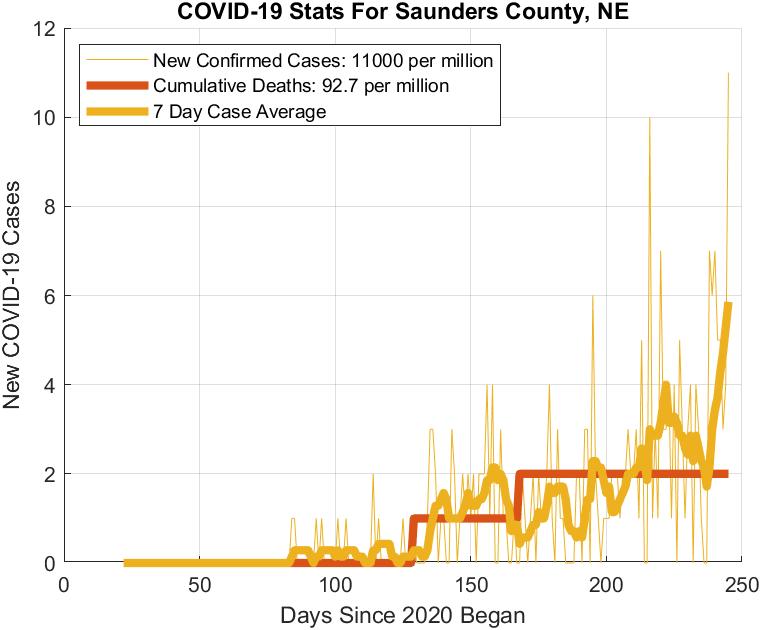 COVID-19 Stats For Saunders County, NE
New Confirmed Cases: 11000 per million
Cumulative Deaths: 92.7 per million
7 Day Case Average
New COVID-19 Cases
12
10
8
6
4
2
0
0 50 100 150 200 250
Days Since 2020 Began